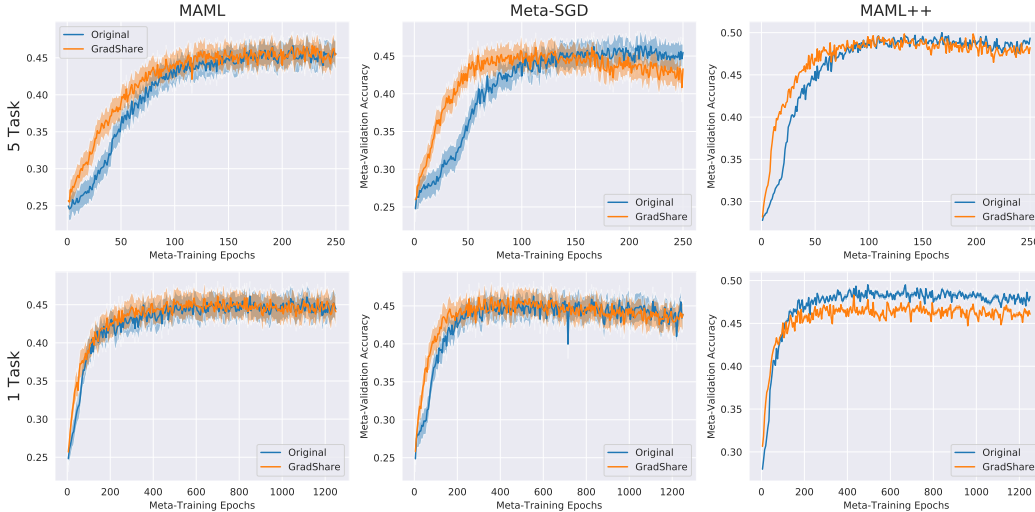 MAML
Meta-SGD
MAML++
5 Task
0.45
0.40
0.35
0.30
0.25
Original
GradShare
0 50 100 150 200 250
Meta-Training Epochs
Meta-Validation Accuracy
0.45
0.40
0.35
0.30
0.25
Original
GradShare
0 50 100 150 200 250
Meta-Training Epochs
Meta-Validation Accuracy
0.50
0.45
0.40
0.35
0.30
Original
GradShare
0 50 100 150 200 250
Meta-Training Epochs
1 Task
0.45
0.40
0.35
0.30
0.25
Original
GradShare
0 200 400 600 800 1000 1200
Meta-Training Epochs
Meta-Validation Accuracy
0.45
0.40
0.35
0.30
0.25
Original
GradShare
0 200 400 600 800 1000 1200
Meta-Training Epochs
Meta-Validation Accuracy
0.50
0.45
0.40
0.35
0.30
Original
GradShare
0 200 400 600 800 1000 1200
Meta-Training Epochs